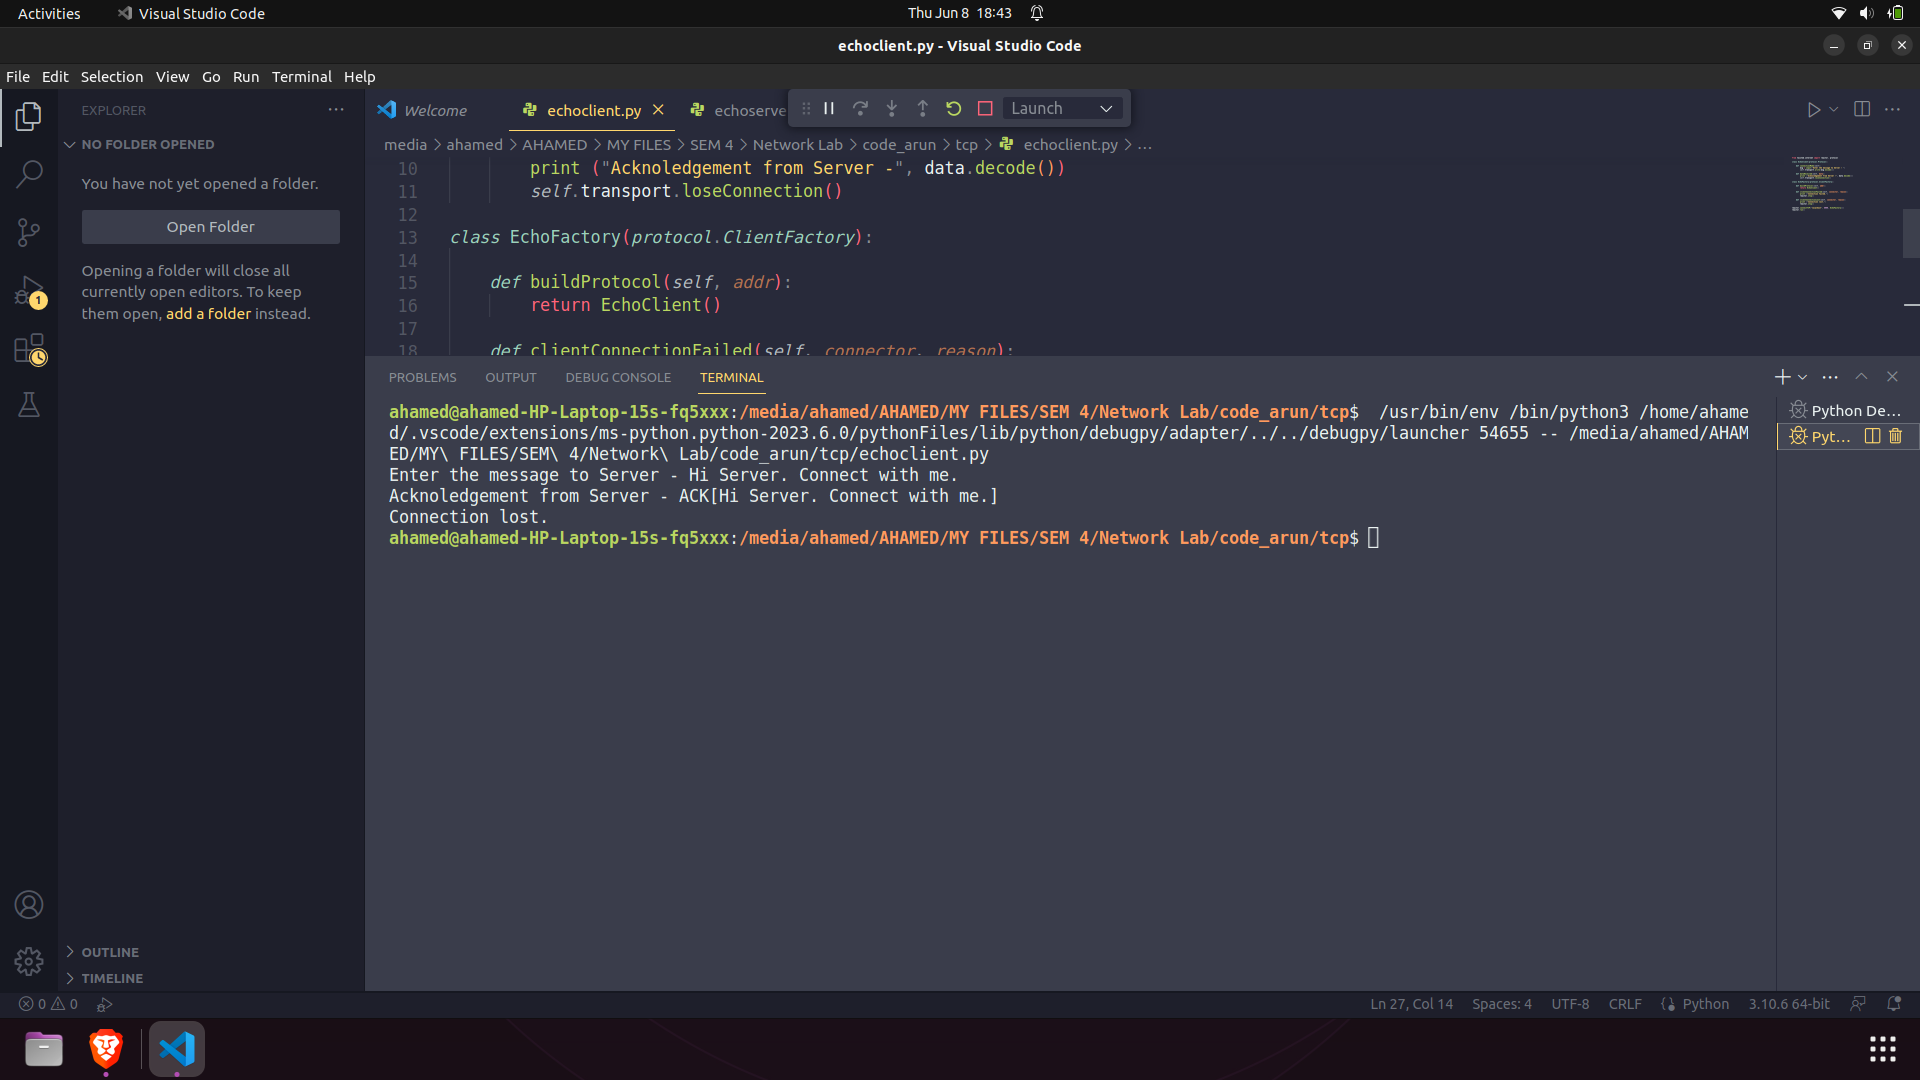 Activities Visual Studio Code Thu Jun 8 18:43
echoclient.py - Visual Studio Code
File Edit Selection View Go Run Terminal Help
EXPLORER
NO FOLDER OPENED
You have not yet opened a folder.
Open Folder
Opening a folder will close all
currently open editors. To keep
them open, add a folder instead.
OUTLINE
TIMELINE
Welcome echoclient.py echoserve Launch
media > ahamed > AHAMED > MY FILES > SEM 4 > Network Lab > code_arun > tcp > echoclient.py > ...
10 print ("Acknoledgement from Server -", data.decode())
11 self.transport.loseConnection()
12
13 class EchoFactory(protocol.ClientFactory):
14
15 def buildProtocol(self, addr):
16 return EchoClient()
17
18 def clientConnectionFailed(self, connector, reason):
PROBLEMS OUTPUT DEBUG CONSOLE TERMINAL
ahamed@ahamed-HP-Laptop-15s-fq5xxx:/media/ahamed/AHAMED/MY FILES/SEM 4/Network Lab/code_arun/tcp$ /usr/bin/env /bin/python3 /home/ahame
d/.vscode/extensions/ms-python.python-2023.6.0/pythonFiles/lib/python/debugpy/adapter/../../debugpy/launcher 54655 -- /media/ahamed/AHAM
ED/MY\ FILES/SEM\ 4/Network\ Lab/code_arun/tcp/echoclient.py
Enter the message to Server - Hi Server. Connect with me.
Acknoledgement from Server - ACK[Hi Server. Connect with me.]
Connection lost.
ahamed@ahamed-HP-Laptop-15s-fq5xxx:/media/ahamed/AHAMED/MY FILES/SEM 4/Network Lab/code_arun/tcp$
Python De...
Pyt...
1
0 0 Ln 27, Col 14 Spaces: 4 UTF-8 CRLF Python 3.10.6 64-bit